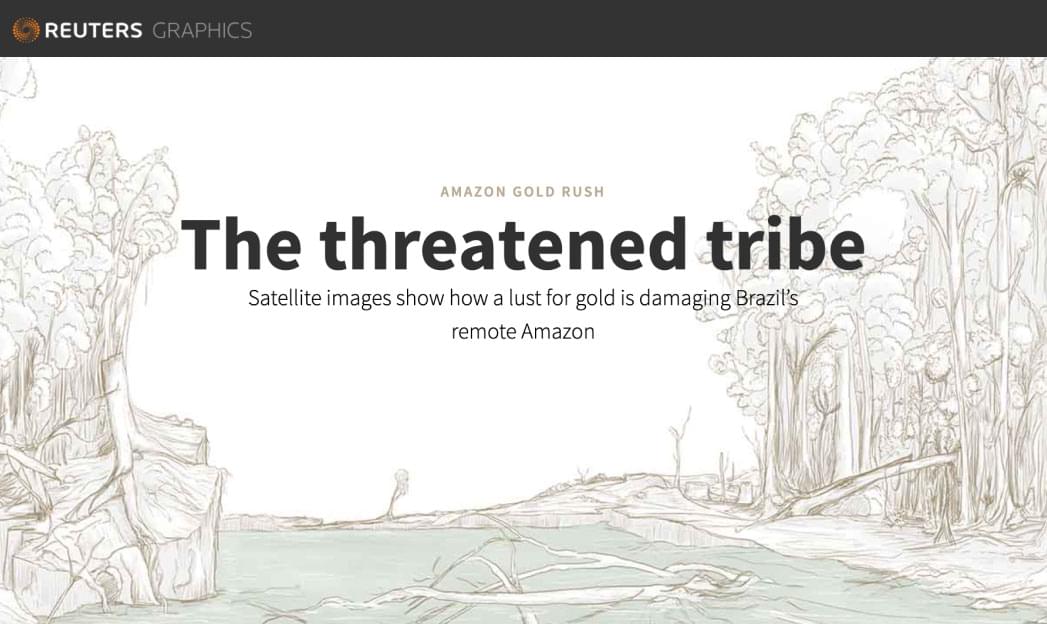 REUTERS GRAPHICS
AMAZON GOLD RUSH
The threatened tribe
Satellite images show how a lust for gold is damaging Brazil’s
remote Amazon